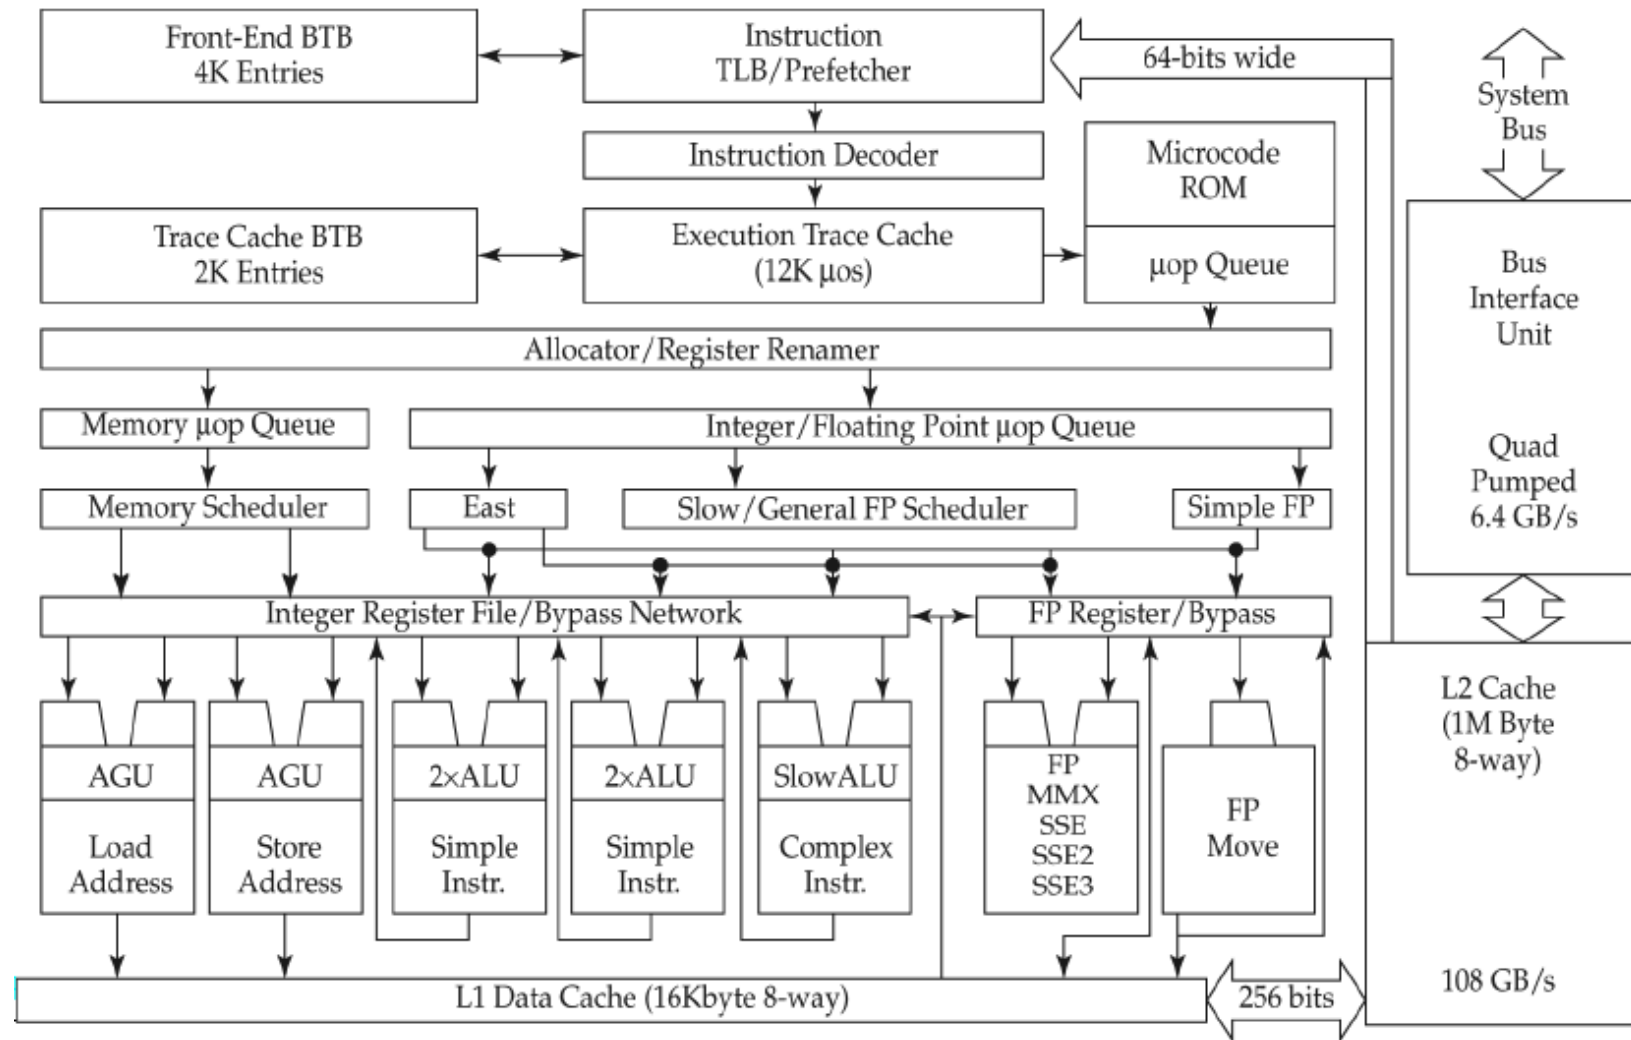 Front-End BTB
4K Entries
Instruction
TLB/Prefetcher
64-bits wide
System
Bus
Instruction Decoder
Microcode
ROM
Trace Cache BTB
2K Entries
Execution Trace Cache
(12K µos)
µop Queue
Bus
Interface
Unit
Allocator/Register Renamer
Memory µop Queue
Integer/Floating Point µop Queue
Quad
Pumped
6.4 GB/s
Memory Scheduler
East
Slow/General FP Scheduler
Simple FP
Integer Register File/Bypass Network
FP Register/Bypass
L2 Cache
(1M Byte
8-way)
AGU
Load
Address
AGU
Store
Address
2×ALU
Simple
Instr.
2×ALU
Simple
Instr.
SlowALU
Complex
Instr.
FP
MMX
SSE
SSE2
SSE3
FP
Move
L1 Data Cache (16Kbyte 8-way)
256 bits
108 GB/s